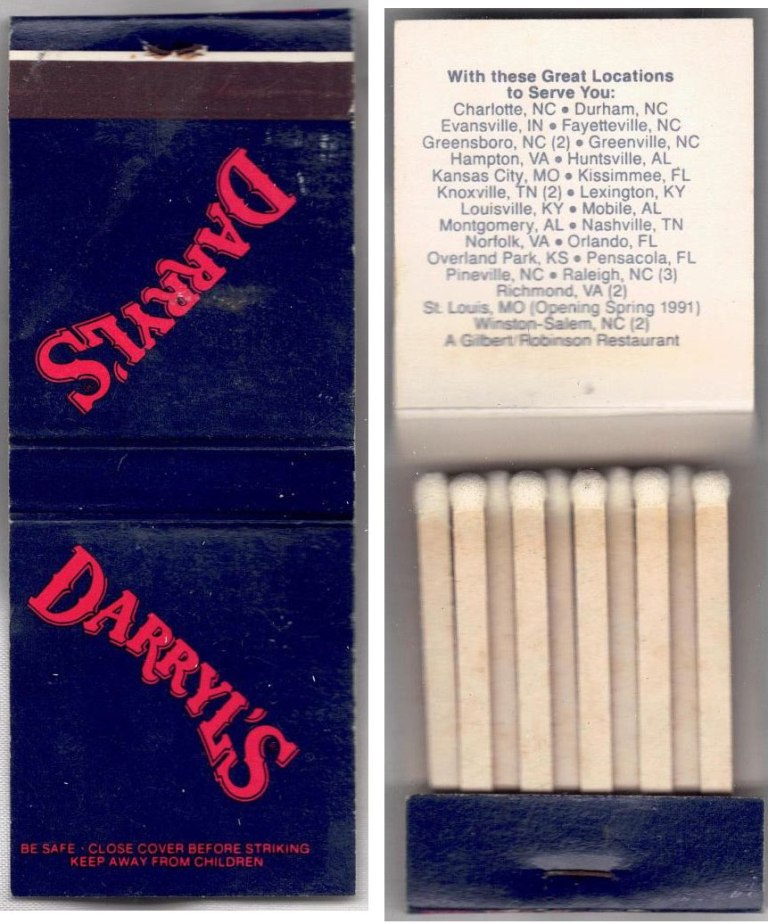 DARRYL'S
DARRYL'S
BE SAFE · CLOSE COVER BEFORE STRIKING
KEEP AWAY FROM CHILDREN
With these Great Locations
to Serve You:
Charlotte, NC • Durham, NC
Evansville, IN • Fayetteville, NC
Greensboro, NC (2) • Greenville, NC
Hampton, VA • Huntsville, AL
Kansas City, MO • Kissimmee, FL
Knoxville, TN (2) • Lexington, KY
Louisville, KY • Mobile, AL
Montgomery, AL • Nashville, TN
Norfolk, VA • Orlando, FL
Overland Park, KS • Pensacola, FL
Pineville, NC • Raleigh, NC (3)
Richmond, VA (2)
St. Louis, MO (Opening Spring 1991)
Winston-Salem, NC (2)
A Gilbert/Robinson Restaurant